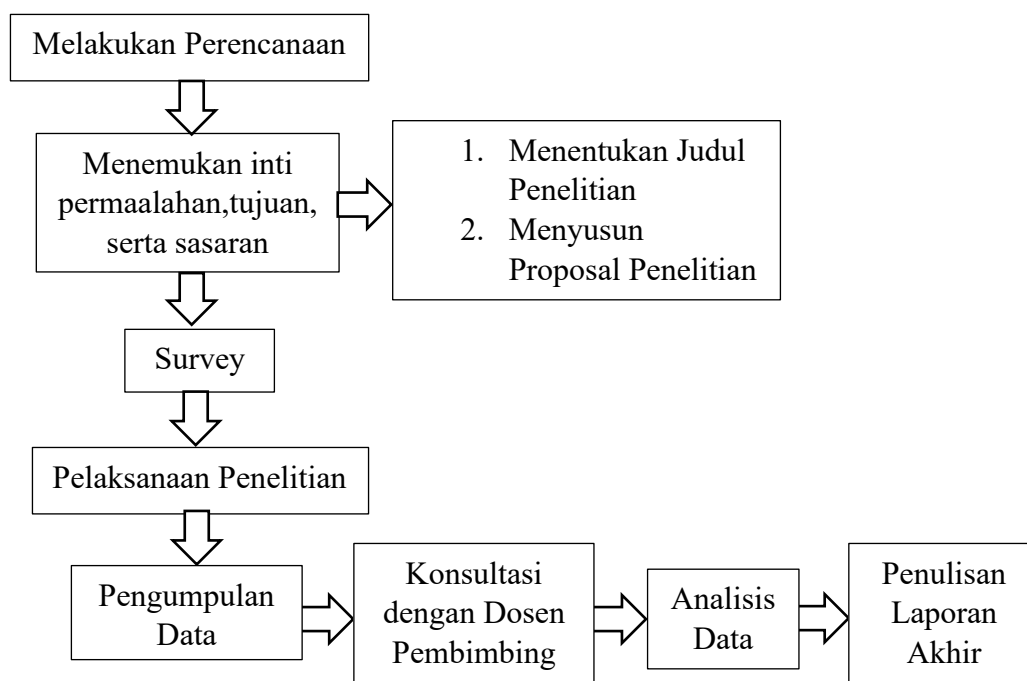 Melakukan Perencanaan
Menemukan inti
permaalahan,tujuan,
serta sasaran
1. Menentukan Judul
Penelitian
2. Menyusun
Proposal Penelitian
Survey
Pelaksanaan Penelitian
Pengumpulan
Data
Konsultasi
dengan Dosen
Pembimbing
Analisis
Data
Penulisan
Laporan
Akhir